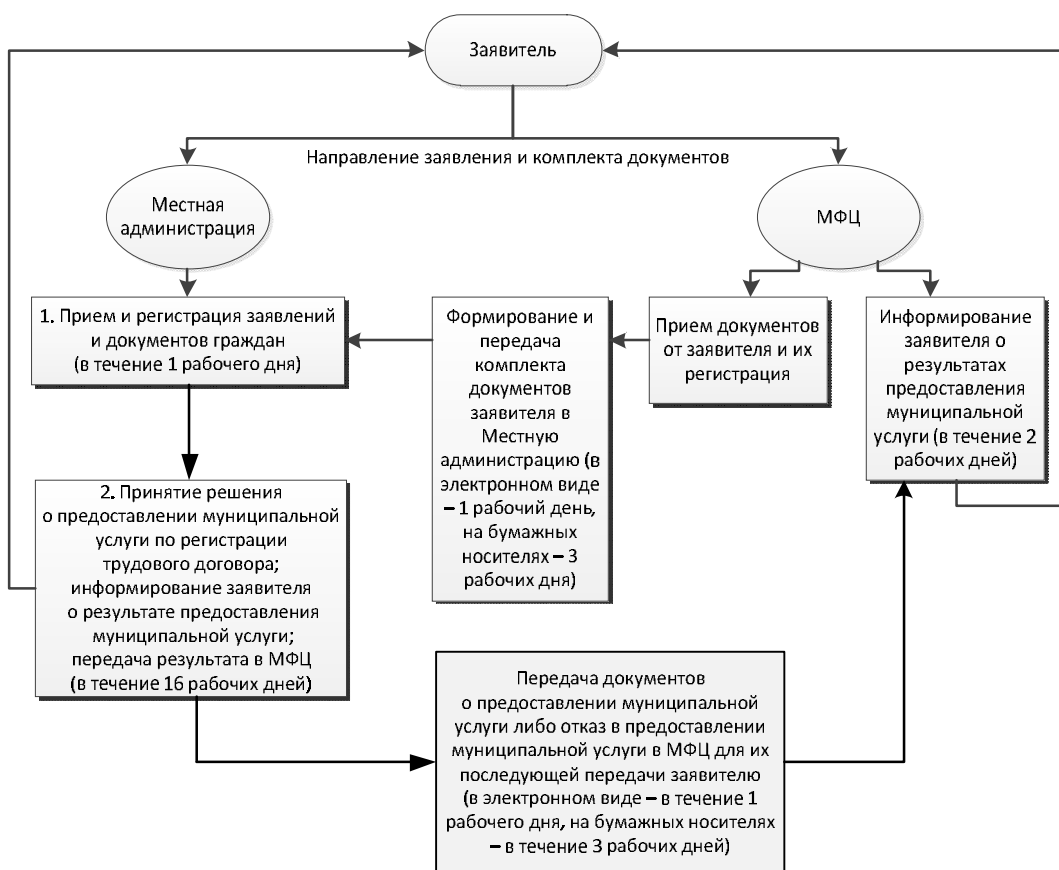 Заявитель
Направление заявления и комплекта документов
Местная
администрация
МФЦ
1. Прием и регистрация заявлений
и документов граждан
(в течение 1 рабочего дня)
Формирование и
передача
комплекта
документов
заявителя в
Местную
администрацию (в
электронном виде
– 1 рабочий день,
на бумажных
носителях – 3
рабочих дня)
Прием документов
от заявителя и их
регистрация
Информирование
заявителя о
результатах
предоставления
муниципальной
услуги (в течение 2
рабочих дней)
2. Принятие решения
о предоставлении муниципальной
услуги по регистрации
трудового договора;
информирование заявителя
о результате предоставления
муниципальной услуги;
передача результата в МФЦ
(в течение 16 рабочих дней)
Передача документов
о предоставлении муниципальной
услуги либо отказ в предоставлении
муниципальной услуги в МФЦ для их
последующей передачи заявителю
(в электронном виде – в течение 1
рабочего дня, на бумажных носителях
– в течение 3 рабочих дней)